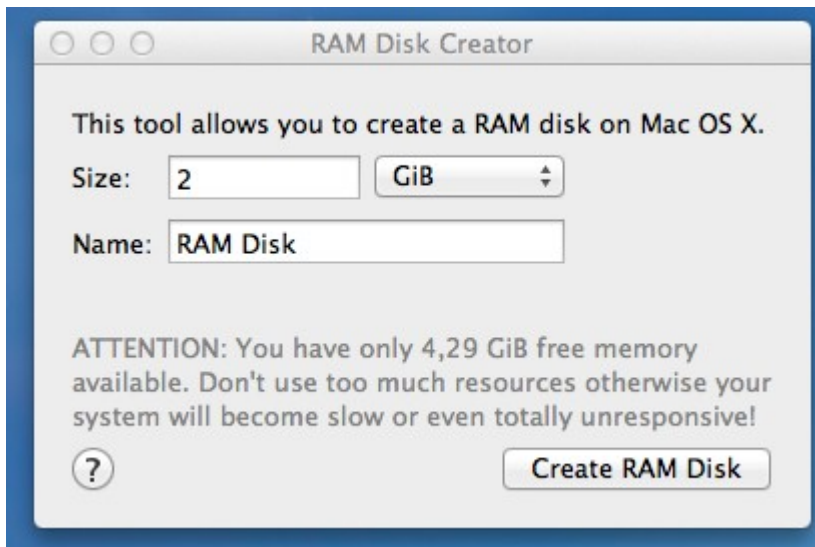 RAM Disk Creator
This tool allows you to create a RAM disk on Mac OS X.
Size: 2 GiB
Name: RAM Disk
ATTENTION: You have only 4,29 GiB free memory
available. Don't use too much resources otherwise your
system will become slow or even totally unresponsive!
? Create RAM Disk